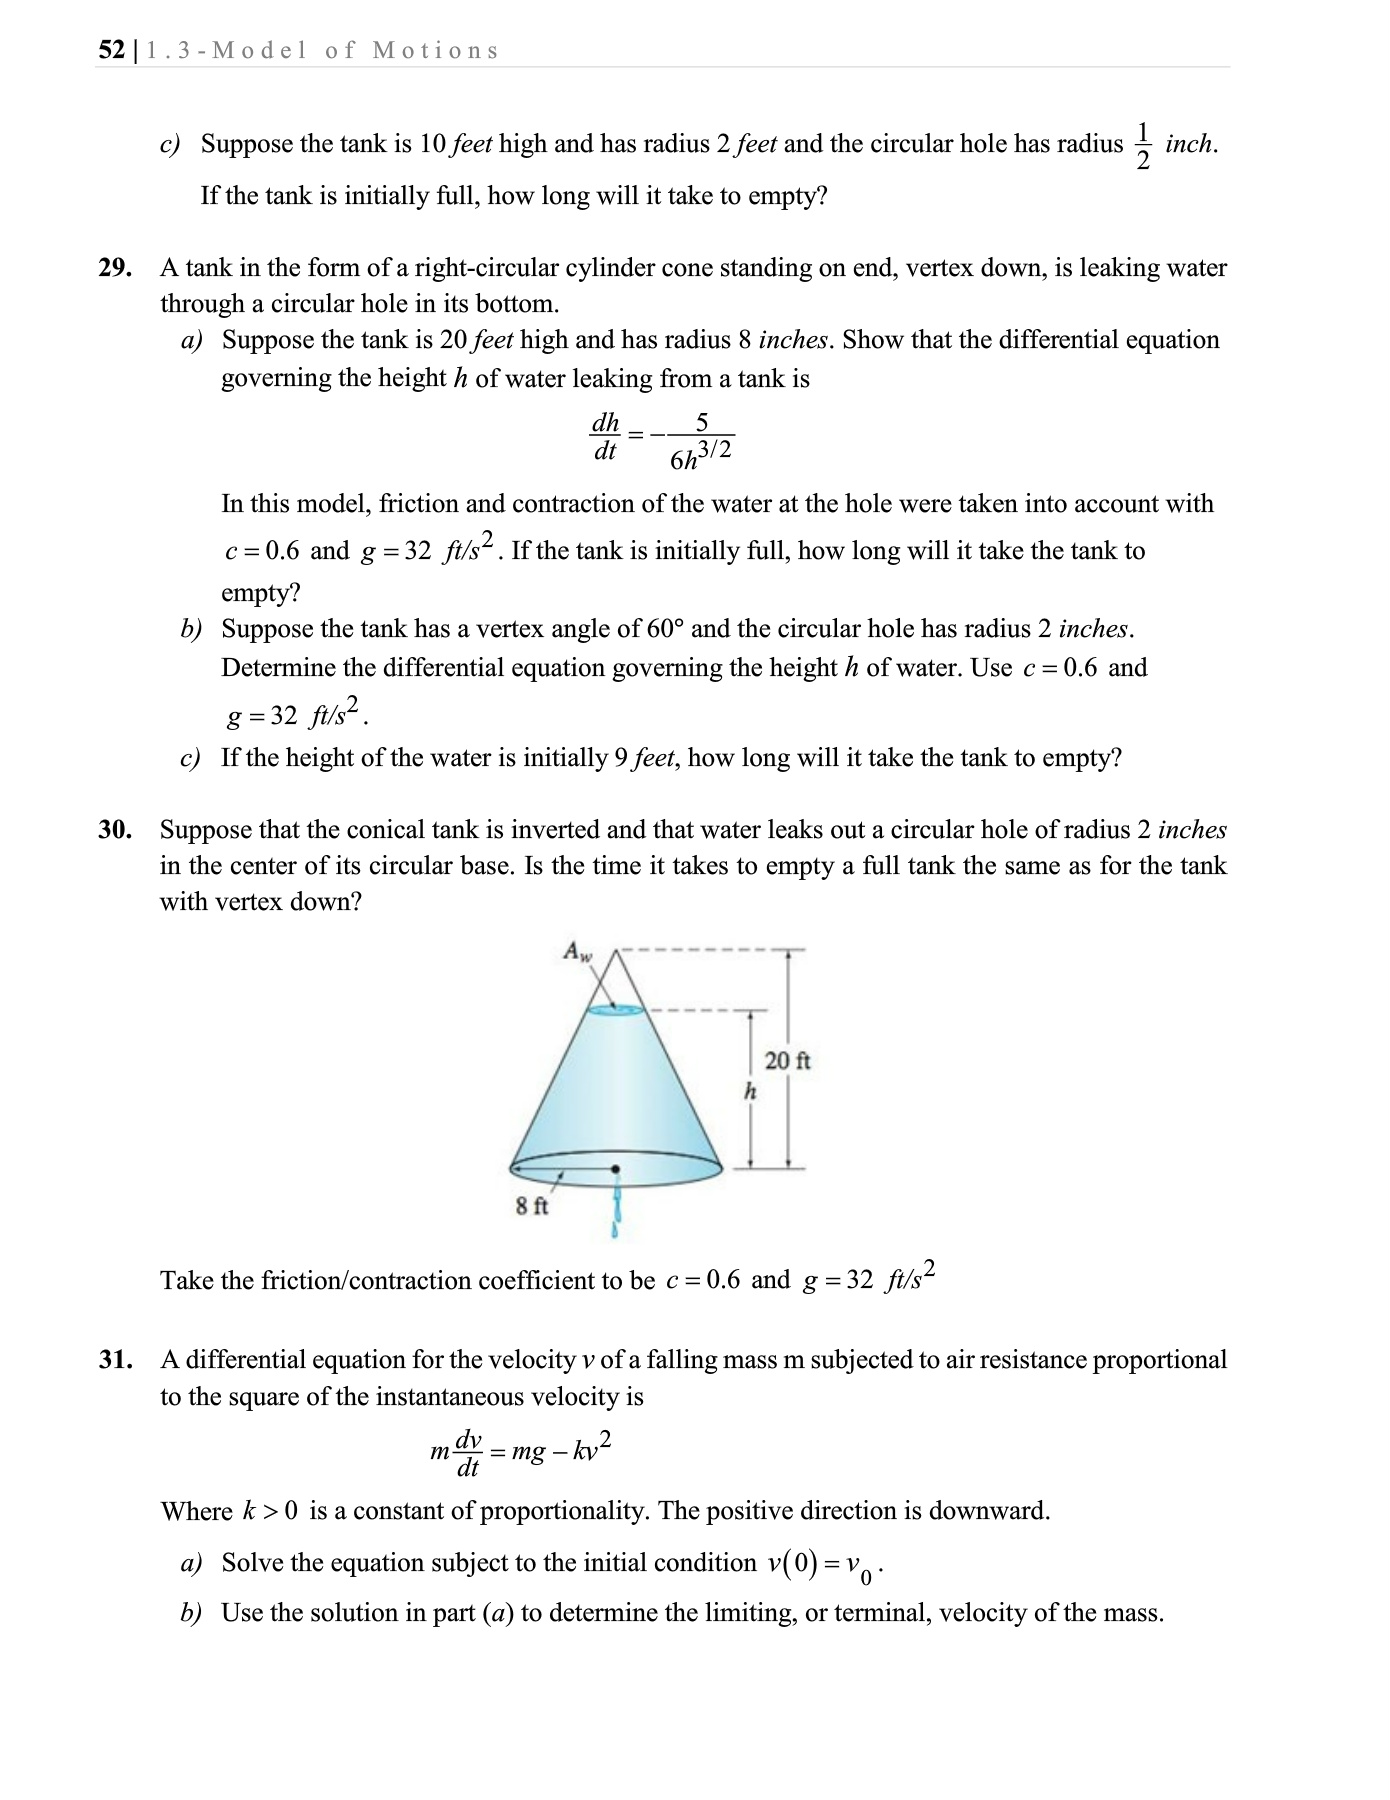 52 | 1.3-Model of Motions
c) Suppose the tank is 10 feet high and has radius 2 feet and the circular hole has radius 1/2 inch.
If the tank is initially full, how long will it take to empty?
29. A tank in the form of a right-circular cylinder cone standing on end, vertex down, is leaking water
through a circular hole in its bottom.
a) Suppose the tank is 20 feet high and has radius 8 inches. Show that the differential equation
governing the height h of water leaking from a tank is
dh/dt = −5/(6h^{3/2})
In this model, friction and contraction of the water at the hole were taken into account with
c = 0.6 and g = 32 ft/s². If the tank is initially full, how long will it take the tank to
empty?
b) Suppose the tank has a vertex angle of 60° and the circular hole has radius 2 inches.
Determine the differential equation governing the height h of water. Use c = 0.6 and
g = 32 ft/s².
c) If the height of the water is initially 9 feet, how long will it take the tank to empty?
30. Suppose that the conical tank is inverted and that water leaks out a circular hole of radius 2 inches
in the center of its circular base. Is the time it takes to empty a full tank the same as for the tank
with vertex down?
A_w
20 ft
h
8 ft
Take the friction/contraction coefficient to be c = 0.6 and g = 32 ft/s²
31. A differential equation for the velocity v of a falling mass m subjected to air resistance proportional
to the square of the instantaneous velocity is
m dv/dt = mg − kv²
Where k > 0 is a constant of proportionality. The positive direction is downward.
a) Solve the equation subject to the initial condition v(0) = v₀.
b) Use the solution in part (a) to determine the limiting, or terminal, velocity of the mass.